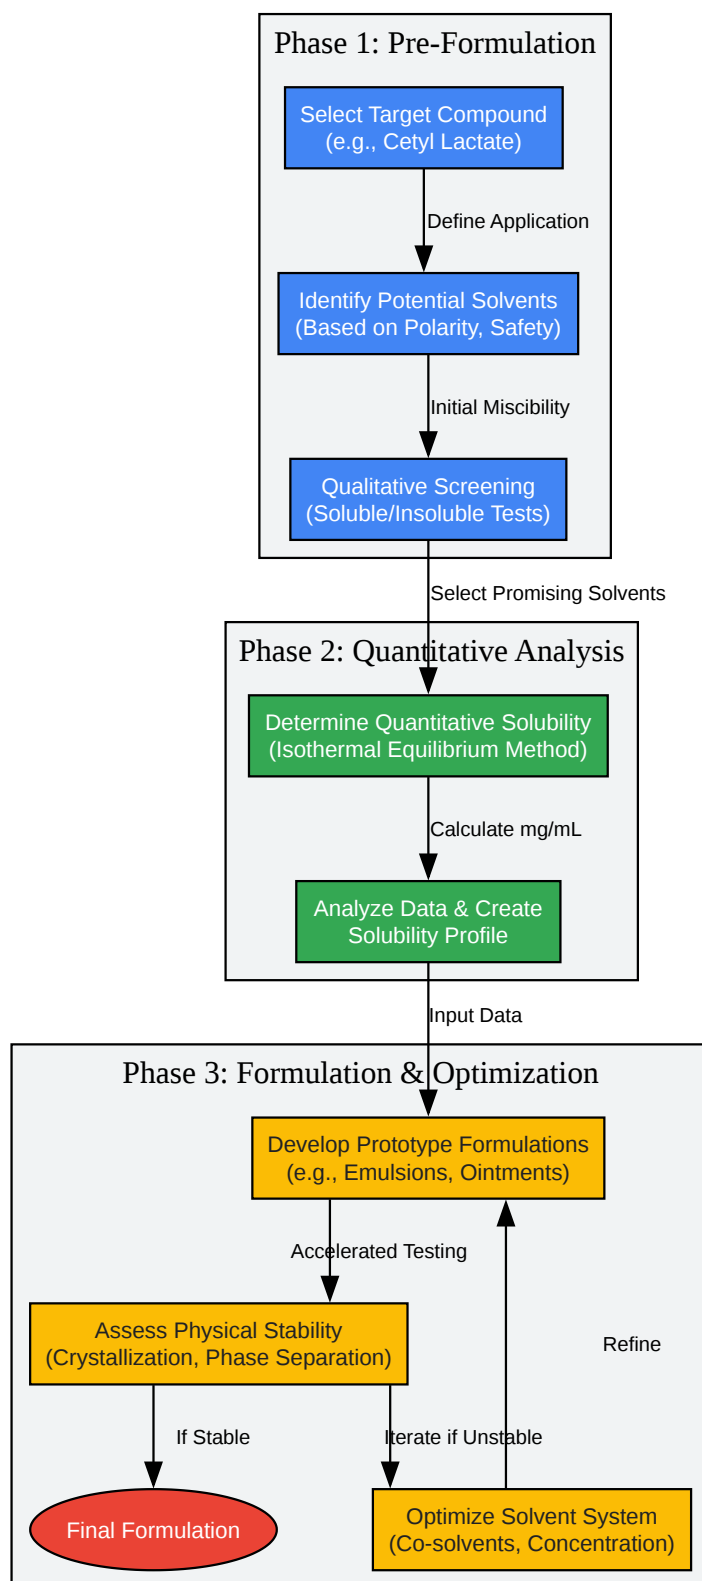 Phase 1: Pre-Formulation
Select Target Compound
(e.g., Cetyl Lactate)
Define Application
Identify Potential Solvents
(Based on Polarity, Safety)
Initial Miscibility
Qualitative Screening
(Soluble/Insoluble Tests)
Select Promising Solvents
Phase 2: Quantitative Analysis
Determine Quantitative Solubility
(Isothermal Equilibrium Method)
Calculate mg/mL
Analyze Data & Create
Solubility Profile
Input Data
Phase 3: Formulation & Optimization
Develop Prototype Formulations
(e.g., Emulsions, Ointments)
Accelerated Testing
Assess Physical Stability
(Crystallization, Phase Separation)
Refine
If Stable
Iterate if Unstable
Final Formulation
Optimize Solvent System
(Co-solvents, Concentration)